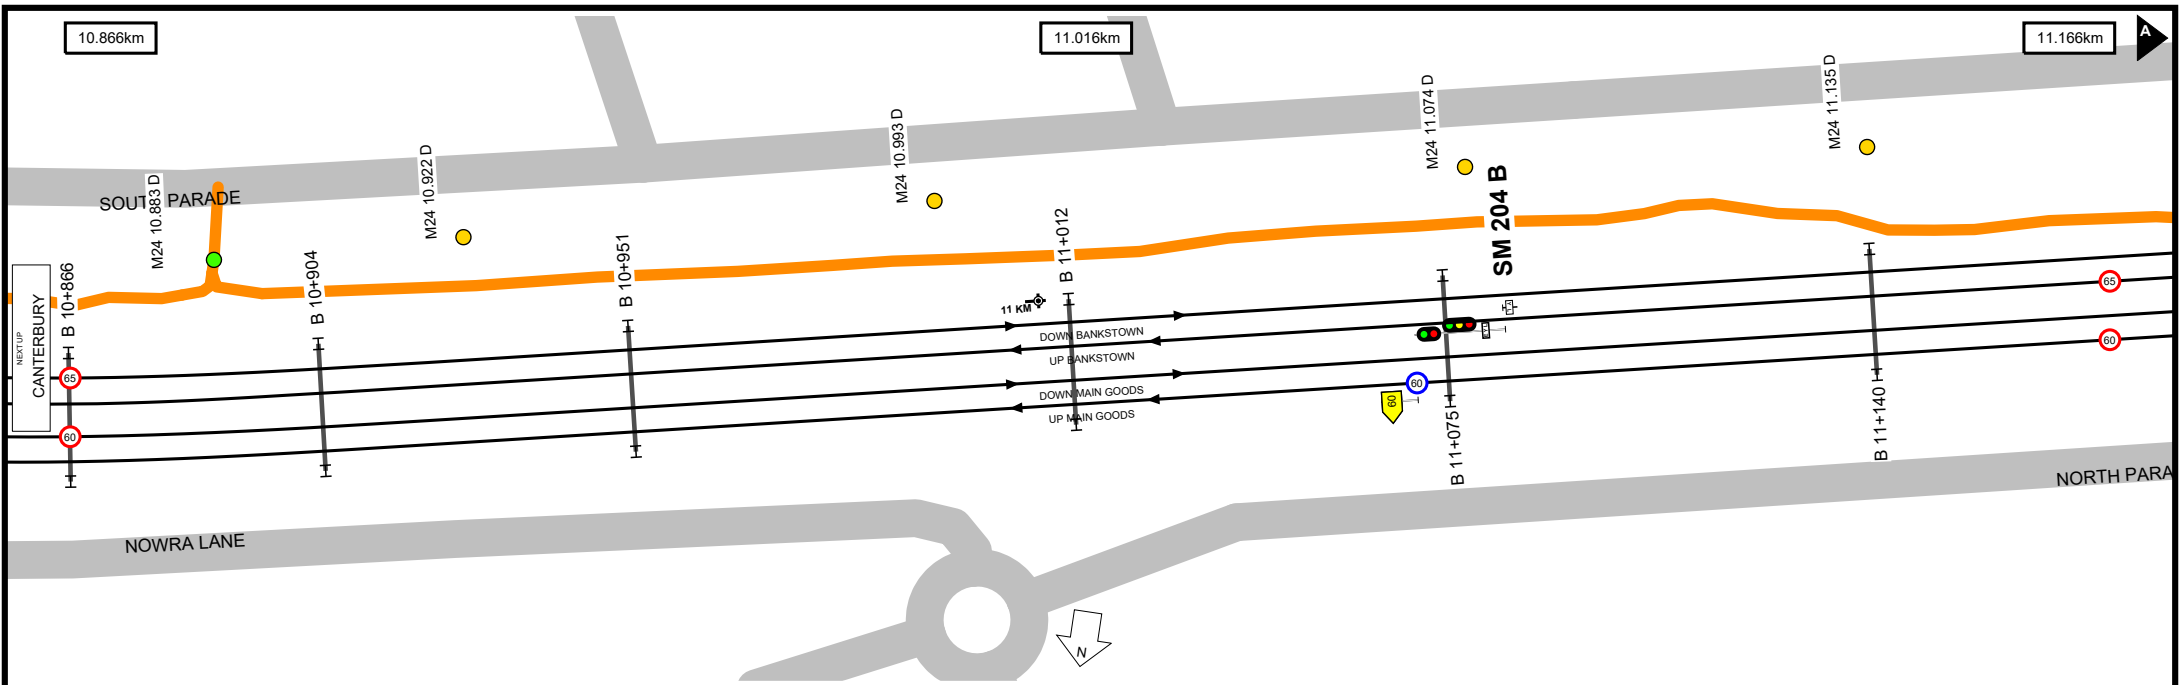 10.866km
11.016km
11.166km
A
SOUTH PARADE
M24 10.883 D
M24 10.922 D
M24 10.993 D
M24 11.074 D
M24 11.135 D
SM 204 B
NEXT UP
CANTERBURY
B 10+866
B 10+904
B 10+951
B 11+012
B 11+075
B 11+140
11 KM
DOWN BANKSTOWN
UP BANKSTOWN
DOWN MAIN GOODS
UP MAIN GOODS
65
60
60
60
65
60
NOWRA LANE
NORTH PARA
N